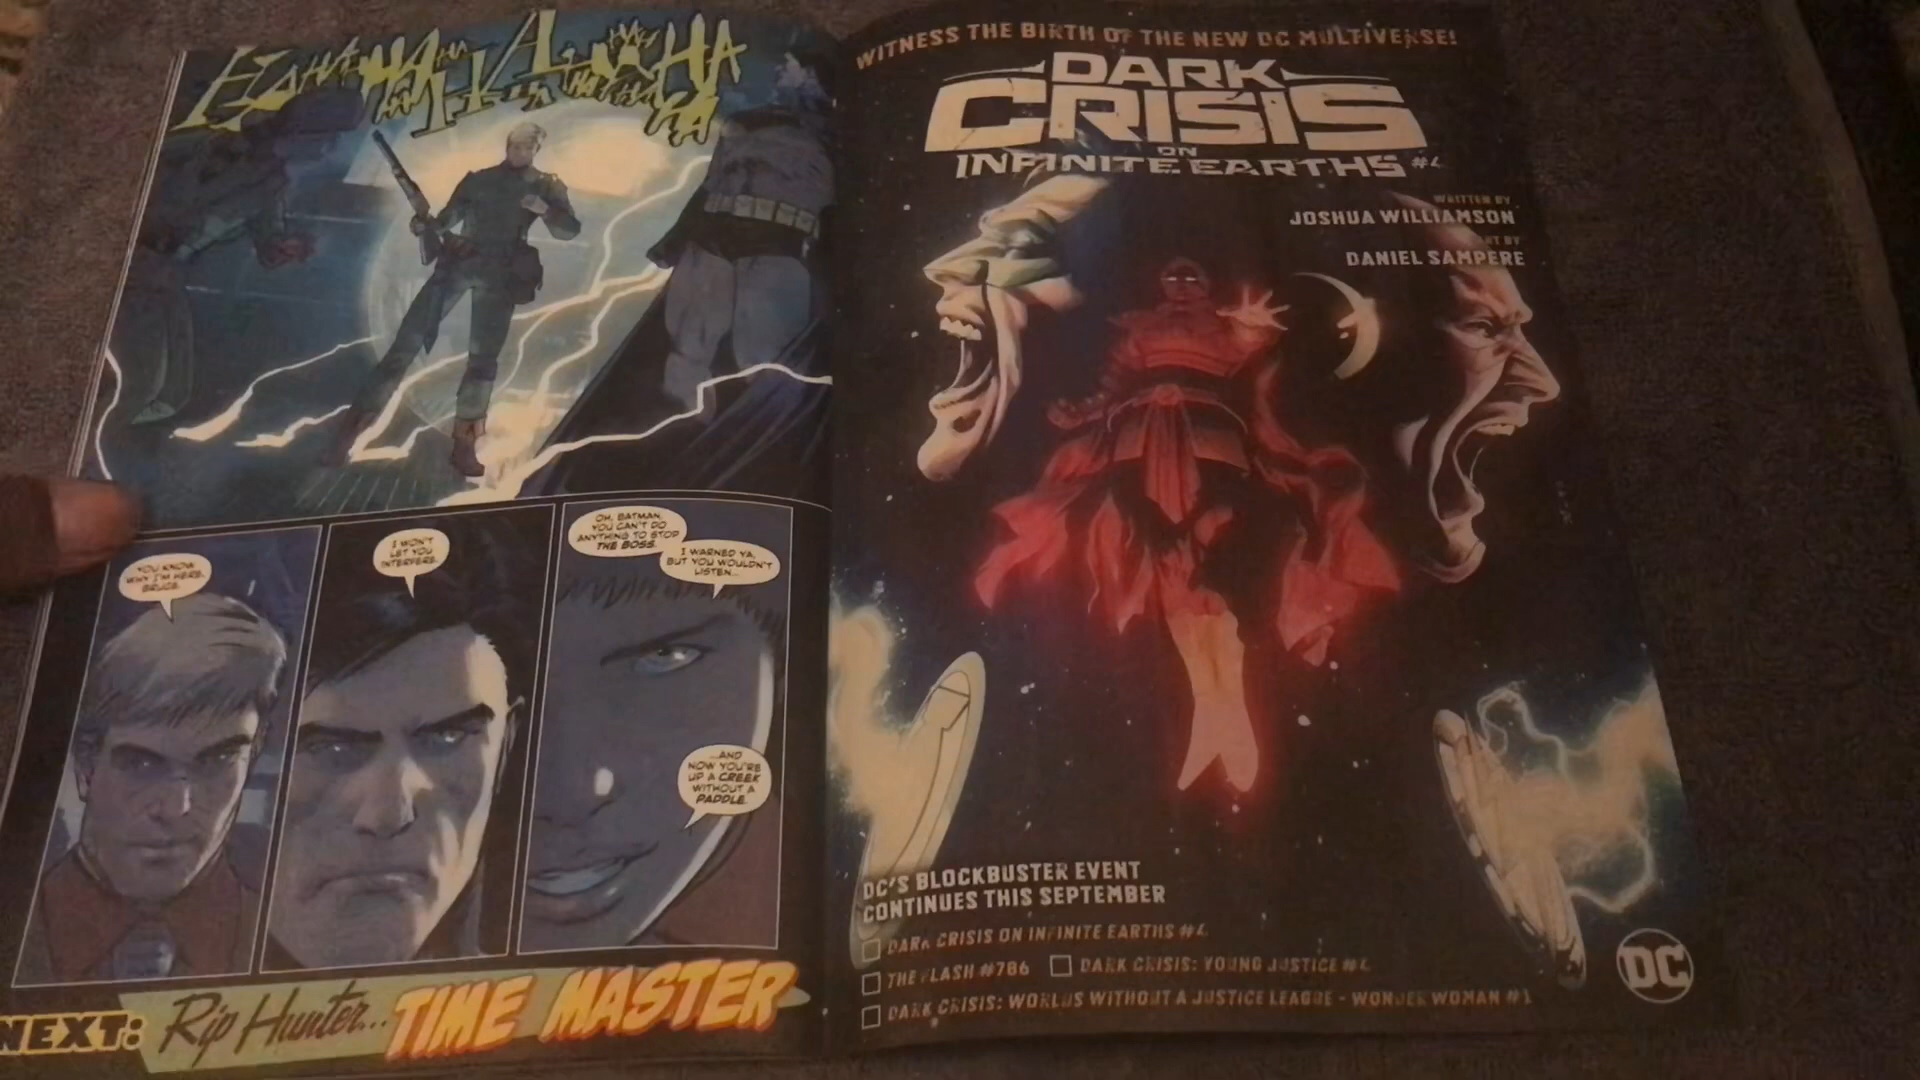 YOU KNOW
WHY I'M HERE,
BRUCE.
I WON'T
LET YOU
INTERFERE.
OH, BATMAN,
YOU CAN'T DO
ANYTHING TO STOP
THE BOSS.
I WARNED YA,
BUT YOU WOULDN'T
LISTEN...
...AND
NOW YOU'RE
UP A CREEK
WITHOUT A
PADDLE.
NEXT: Rip Hunter... TIME MASTER
WITNESS THE BIRTH OF THE NEW DC MULTIVERSE!
DARK
CRISIS
ON
INFINITE EARTHS #4
WRITTEN BY
JOSHUA WILLIAMSON
ART BY
DANIEL SAMPERE
DC'S BLOCKBUSTER EVENT
CONTINUES THIS SEPTEMBER
DARK CRISIS ON INFINITE EARTHS #4
THE FLASH #786 DARK CRISIS: YOUNG JUSTICE #4
DARK CRISIS: WORLDS WITHOUT A JUSTICE LEAGUE - WONDER WOMAN #1
DC